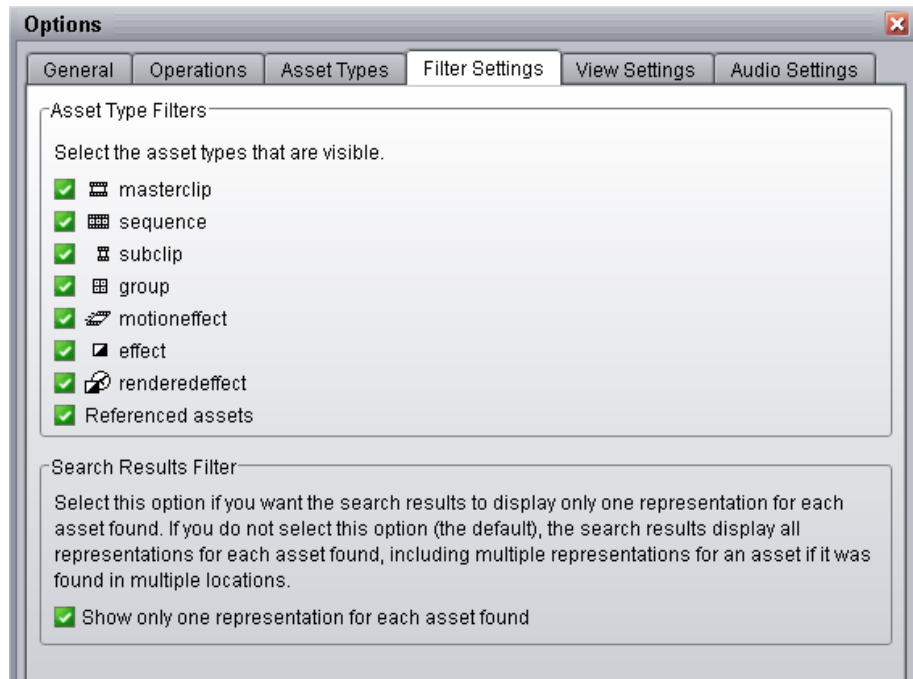 Options
General Operations Asset Types Filter Settings View Settings Audio Settings
Asset Type Filters
Select the asset types that are visible.
masterclip
sequence
subclip
group
motioneffect
effect
renderedeffect
Referenced assets
Search Results Filter
Select this option if you want the search results to display only one representation for each
asset found. If you do not select this option (the default), the search results display all
representations for each asset found, including multiple representations for an asset if it was
found in multiple locations.
Show only one representation for each asset found